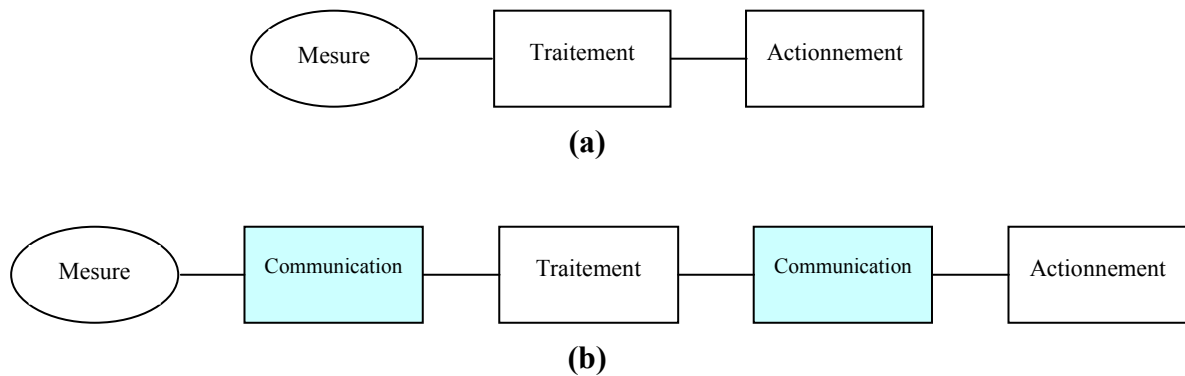 Mesure
Traitement
Actionnement
(a)
Mesure
Communication
Traitement
Communication
Actionnement
(b)